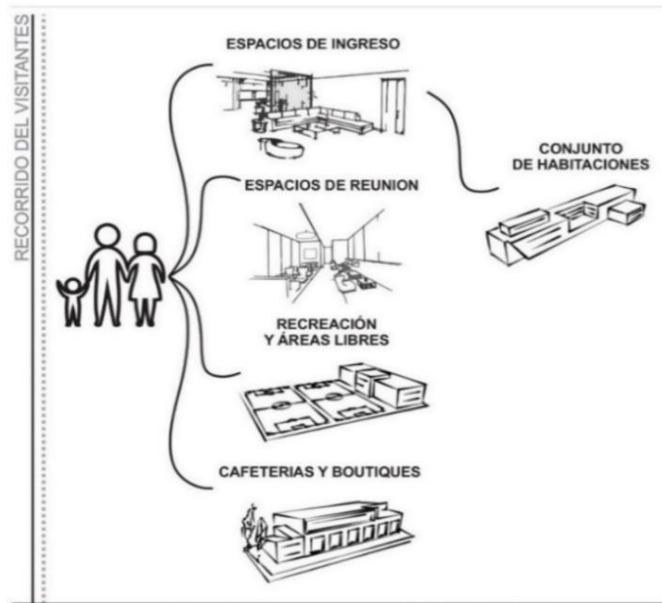 RECORRIDO DEL VISITANTES
ESPACIOS DE INGRESO
CONJUNTO
DE HABITACIONES
ESPACIOS DE REUNION
RECREACIÓN
Y ÁREAS LIBRES
CAFETERIAS Y BOUTIQUES